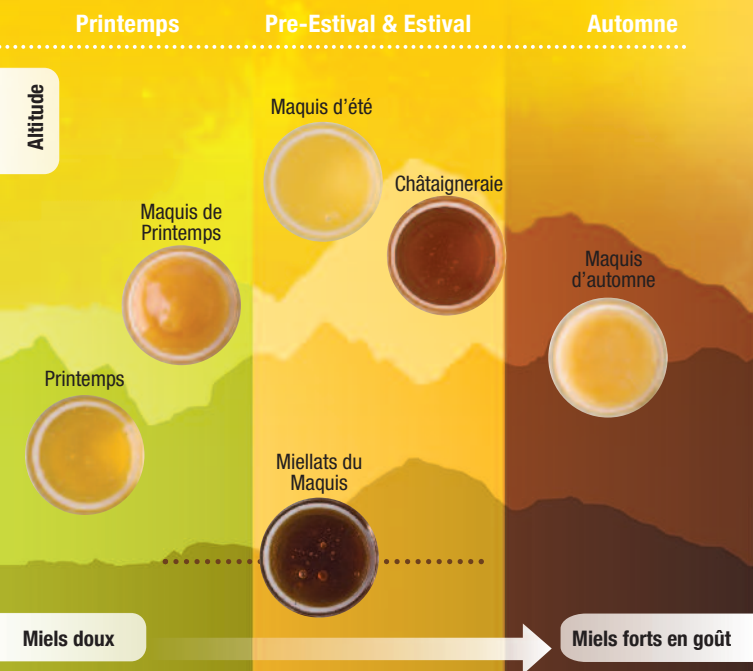 Printemps
Pre-Estival & Estival
Automne
Altitude
Maquis d'été
Châtaigneraie
Maquis de
Printemps
Maquis
d'automne
Printemps
Miellats du
Maquis
Miels doux
Miels forts en goût